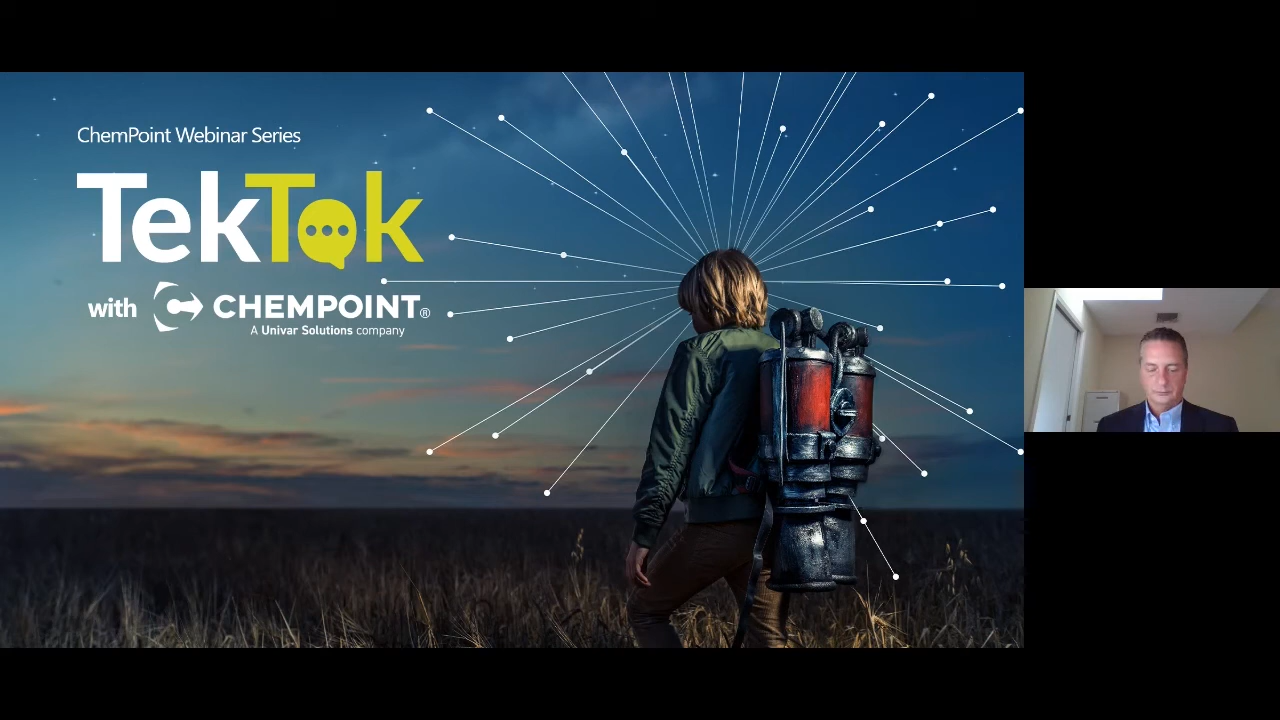 ChemPoint Webinar Series
TekTok
with CHEMPOINT®
A Univar Solutions company